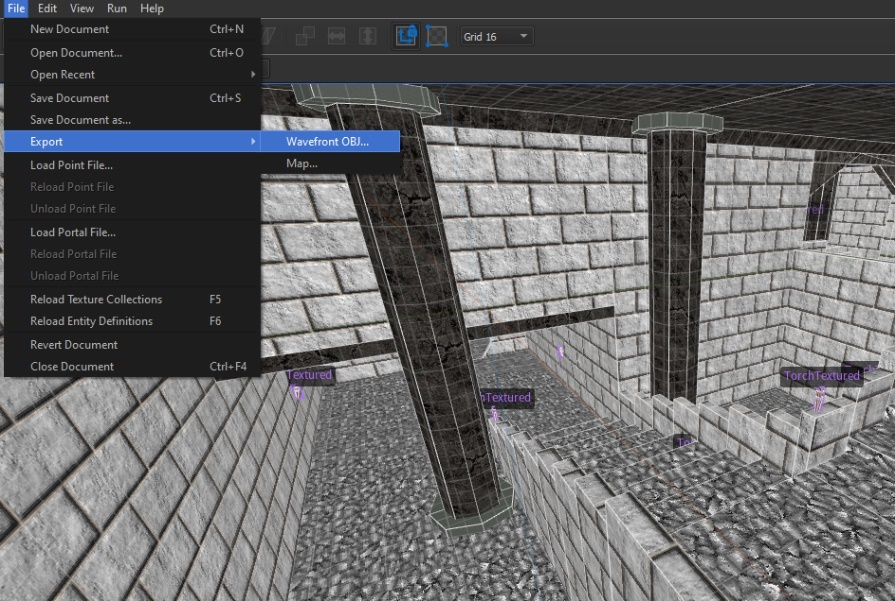 File Edit View Run Help
New Document Ctrl+N
Open Document... Ctrl+O
Open Recent
Save Document Ctrl+S
Save Document as...
Export
Load Point File...
Reload Point File
Unload Point File
Load Portal File...
Reload Portal File
Unload Portal File
Reload Texture Collections F5
Reload Entity Definitions F6
Revert Document
Close Document Ctrl+F4
Wavefront OBJ...
Map...
Grid 16
Textured
hTextured
TorchTextured